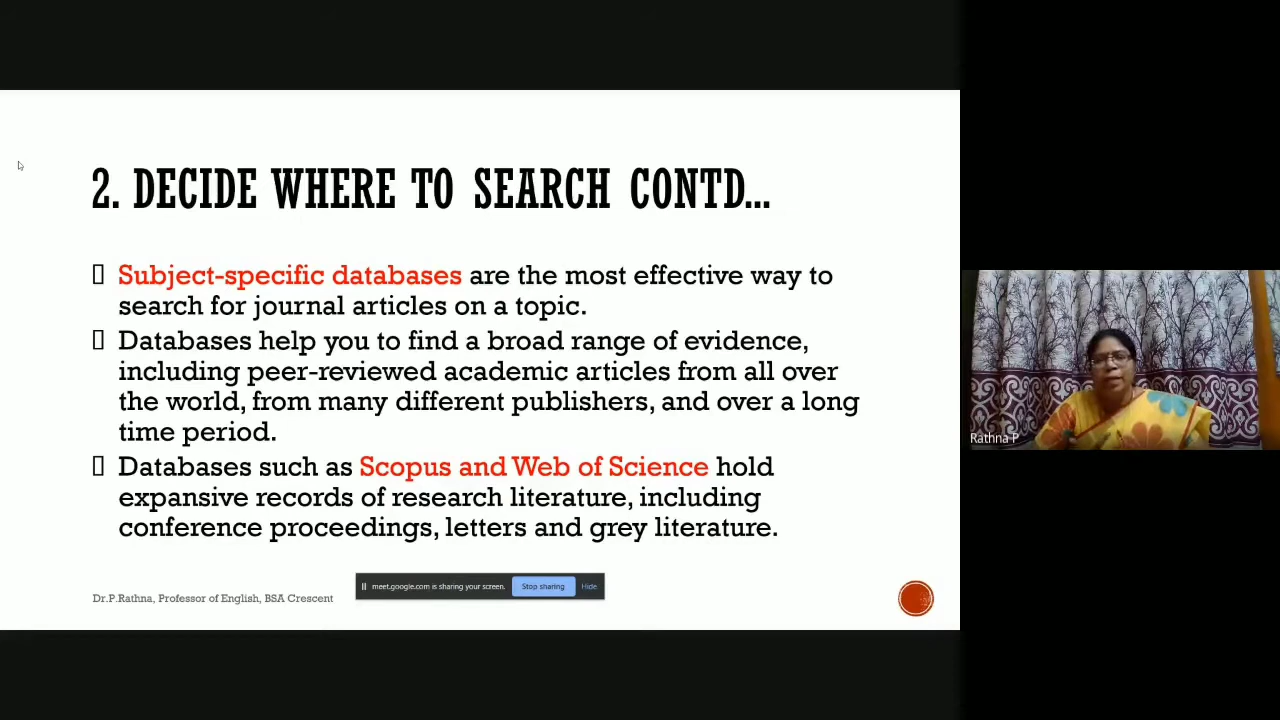 2. DECIDE WHERE TO SEARCH CONTD...
Subject-specific databases are the most effective way to
search for journal articles on a topic.
Databases help you to find a broad range of evidence,
including peer-reviewed academic articles from all over
the world, from many different publishers, and over a long
time period.
Databases such as Scopus and Web of Science hold
expansive records of research literature, including
conference proceedings, letters and grey literature.
meet.google.com is sharing your screen. Stop sharing Hide
Dr.P.Rathna, Professor of English, BSA Crescent
Rathna P